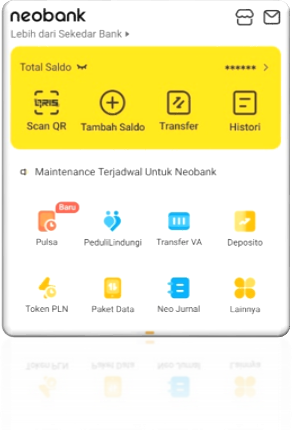 neobank
Lebih dari Sekedar Bank
Total Saldo
QRIS
Scan QR Tambah Saldo Transfer Histori
Maintenance Terjadwal Untuk Neobank
Baru
Pulsa PeduliLindungi Transfer VA Deposito
Token PLN Paket Data Neo Jurnal Lainnya